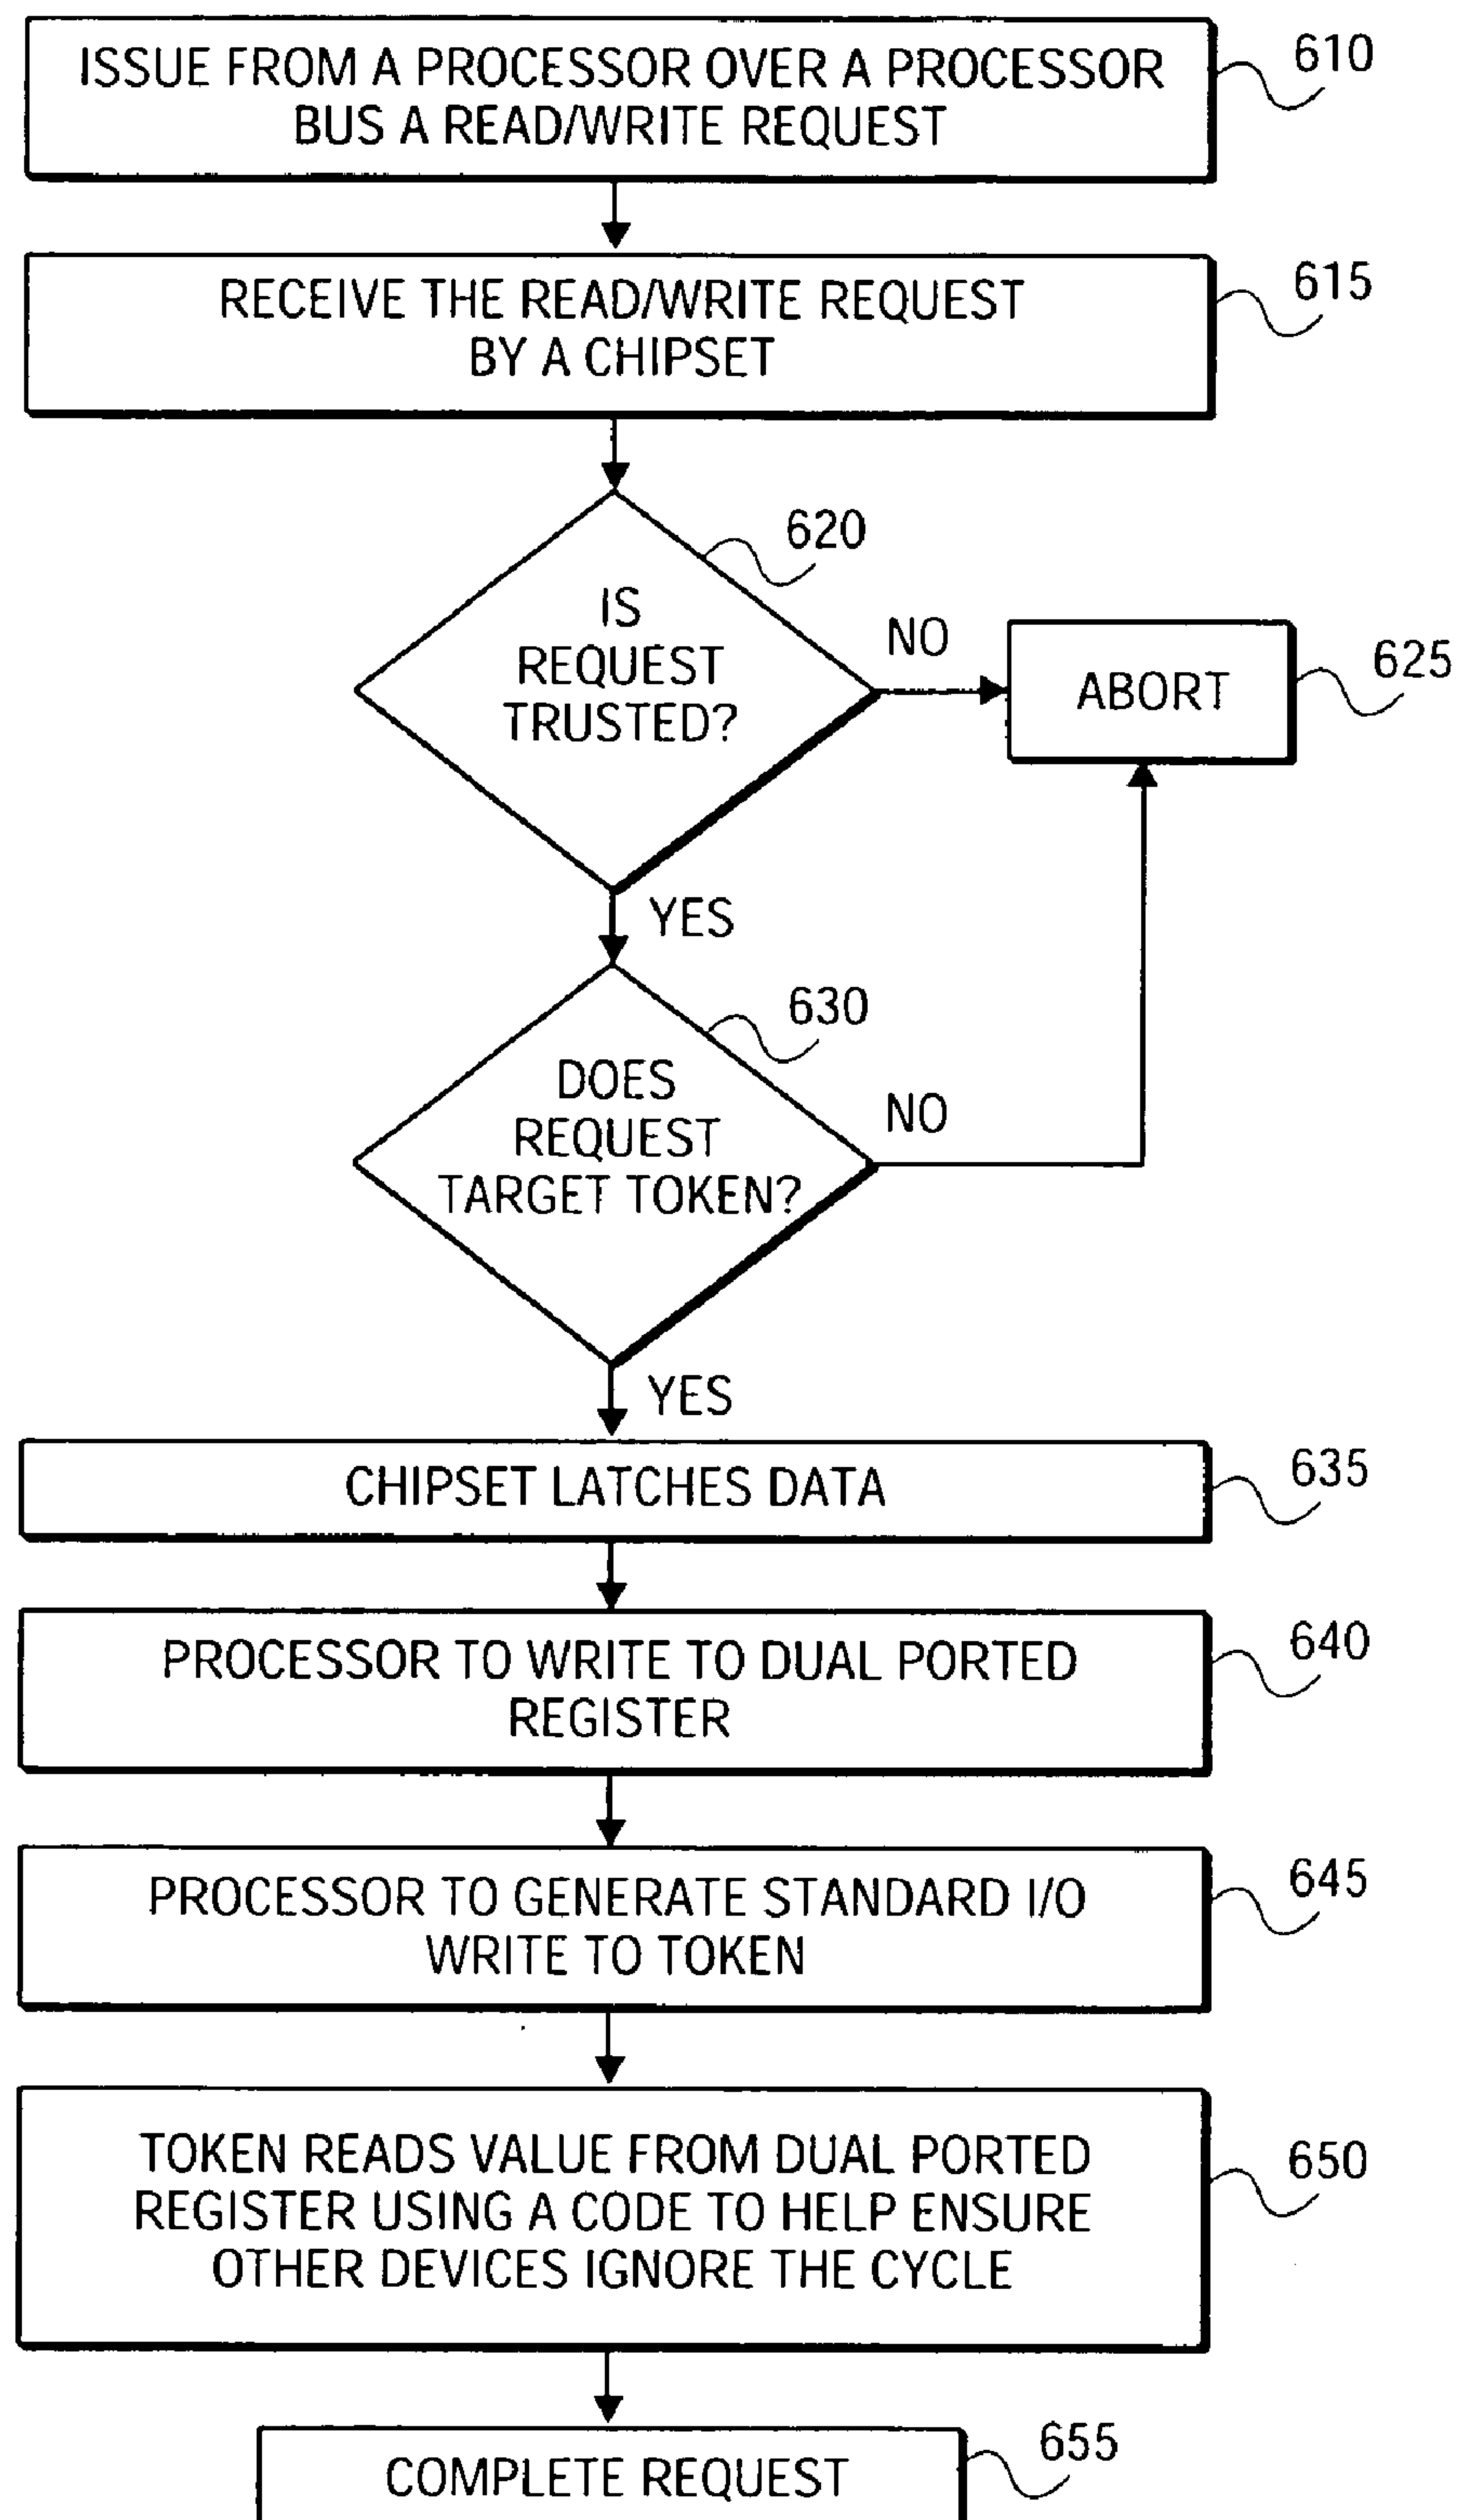 ISSUE FROM A PROCESSOR OVER A PROCESSOR
BUS A READ/WRITE REQUEST
610
RECEIVE THE READ/WRITE REQUEST
BY A CHIPSET
615
620
IS
REQUEST
TRUSTED?
NO
ABORT
625
YES
630
DOES
REQUEST
TARGET TOKEN?
NO
YES
CHIPSET LATCHES DATA
635
PROCESSOR TO WRITE TO DUAL PORTED
REGISTER
640
PROCESSOR TO GENERATE STANDARD I/O
WRITE TO TOKEN
645
TOKEN READS VALUE FROM DUAL PORTED
REGISTER USING A CODE TO HELP ENSURE
OTHER DEVICES IGNORE THE CYCLE
650
COMPLETE REQUEST
655